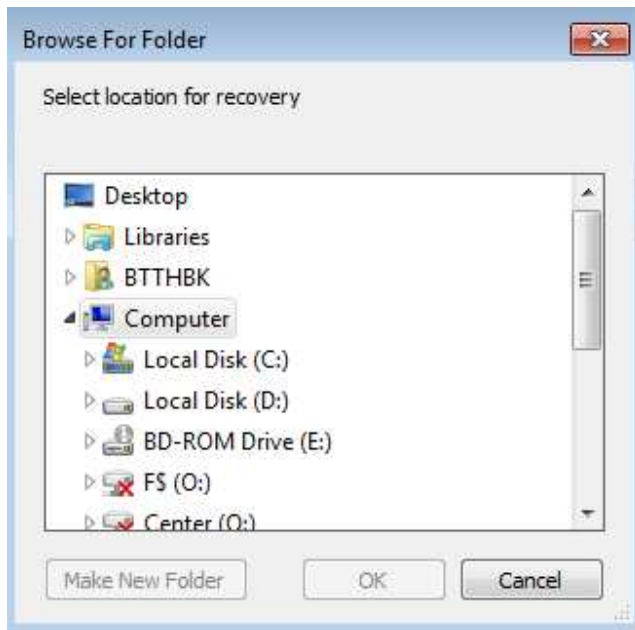 Browse For Folder
Select location for recovery
Desktop
Libraries
BTTHBK
Computer
Local Disk (C:)
Local Disk (D:)
BD-ROM Drive (E:)
F$ (O:)
Center (Q:)
Make New Folder OK Cancel